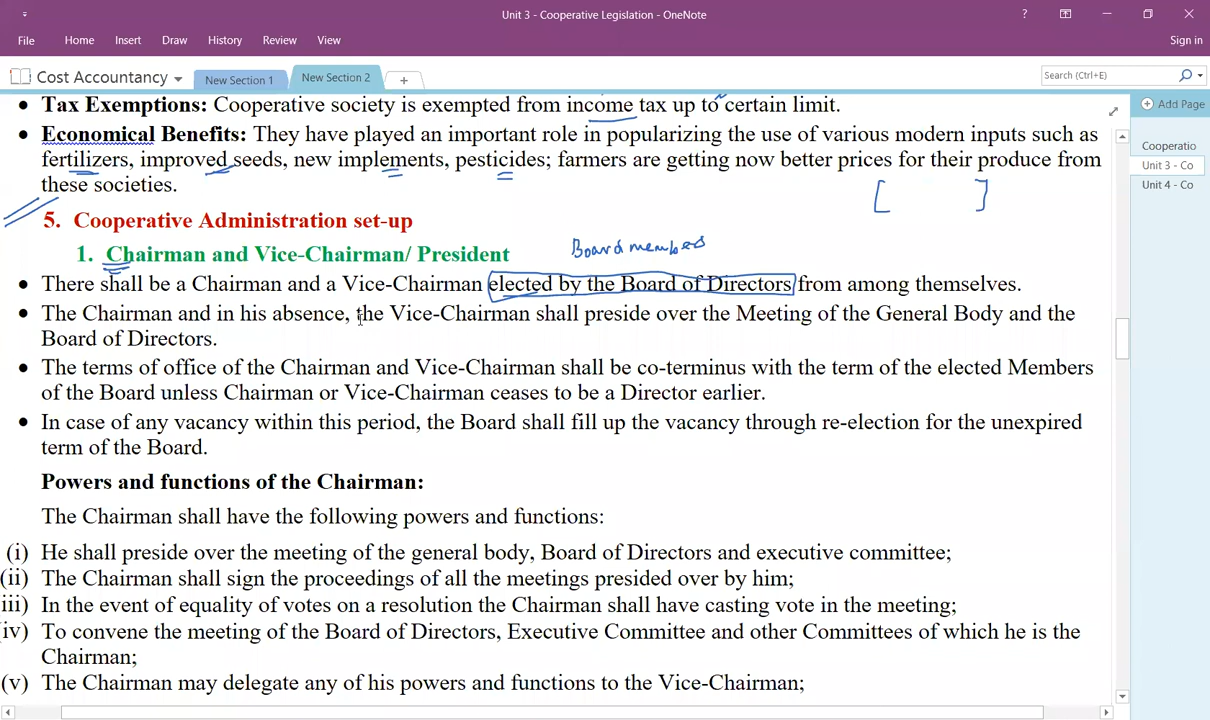 Unit 3 - Cooperative Legislation - OneNote
File Home Insert Draw History Review View
Sign in
Cost Accountancy New Section 1 New Section 2 +
Search (Ctrl+E)
Add Page
Cooperatio
Unit 3 - Co
Unit 4 - Co
• Tax Exemptions: Cooperative society is exempted from income tax up to certain limit.
• Economical Benefits: They have played an important role in popularizing the use of various modern inputs such as
fertilizers, improved seeds, new implements, pesticides; farmers are getting now better prices for their produce from
these societies.
[ ]
5. Cooperative Administration set-up
Board members
1. Chairman and Vice-Chairman/ President
• There shall be a Chairman and a Vice-Chairman elected by the Board of Directors from among themselves.
• The Chairman and in his absence, the Vice-Chairman shall preside over the Meeting of the General Body and the
Board of Directors.
• The terms of office of the Chairman and Vice-Chairman shall be co-terminus with the term of the elected Members
of the Board unless Chairman or Vice-Chairman ceases to be a Director earlier.
• In case of any vacancy within this period, the Board shall fill up the vacancy through re-election for the unexpired
term of the Board.
Powers and functions of the Chairman:
The Chairman shall have the following powers and functions:
(i) He shall preside over the meeting of the general body, Board of Directors and executive committee;
(ii) The Chairman shall sign the proceedings of all the meetings presided over by him;
iii) In the event of equality of votes on a resolution the Chairman shall have casting vote in the meeting;
iv) To convene the meeting of the Board of Directors, Executive Committee and other Committees of which he is the
Chairman;
(v) The Chairman may delegate any of his powers and functions to the Vice-Chairman;